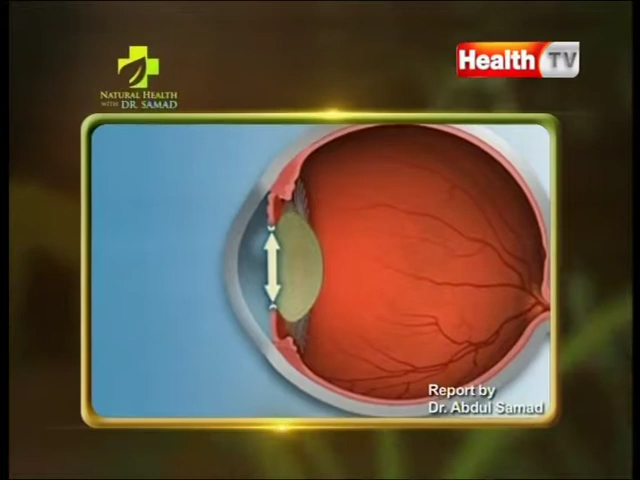 Health TV
NATURAL HEALTH
WITH DR. SAMAD
Report by
Dr. Abdul Samad